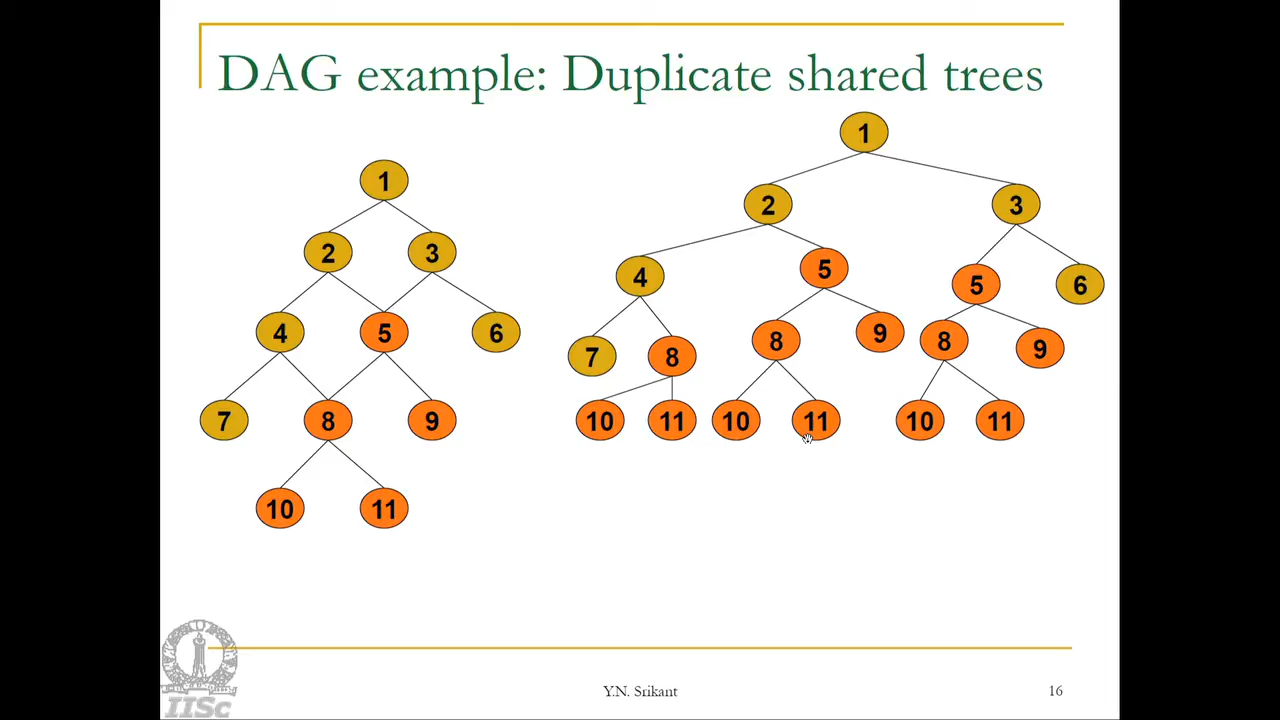 DAG example: Duplicate shared trees
1
2 3
4 5 6
7 8 9
10 11
1
2 3
4 5 5 6
7 8 8 9 8 9
10 11 10 11 10 11
IISc
Y.N. Srikant
16